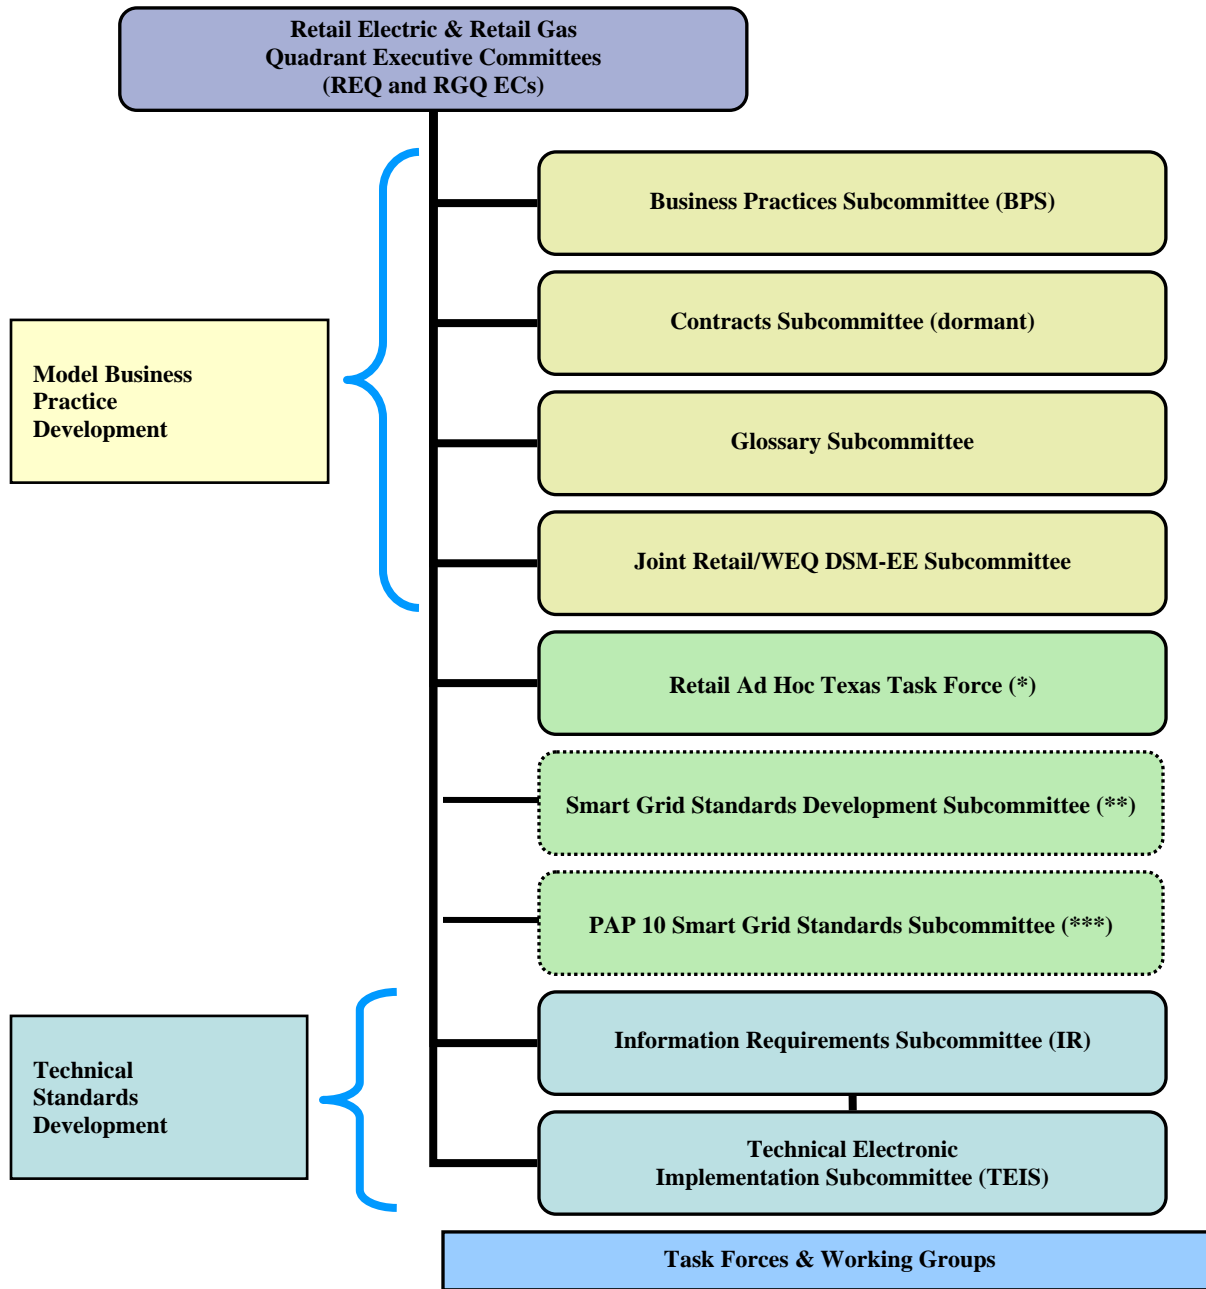 Retail Electric & Retail Gas
Quadrant Executive Committees
(REQ and RGQ ECs)
Business Practices Subcommittee (BPS)
Contracts Subcommittee (dormant)
Model Business
Practice
Development
Glossary Subcommittee
Joint Retail/WEQ DSM-EE Subcommittee
Retail Ad Hoc Texas Task Force (*)
Smart Grid Standards Development Subcommittee (**)
PAP 10 Smart Grid Standards Subcommittee (***)
Information Requirements Subcommittee (IR)
Technical
Standards
Development
Technical Electronic
Implementation Subcommittee (TEIS)
Task Forces & Working Groups